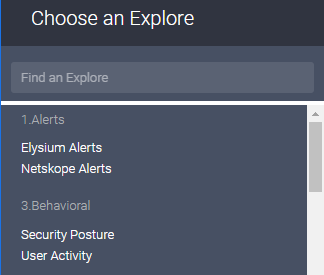 Choose an Explore
Find an Explore
1.Alerts
Elysium Alerts
Netskope Alerts
3.Behavioral
Security Posture
User Activity